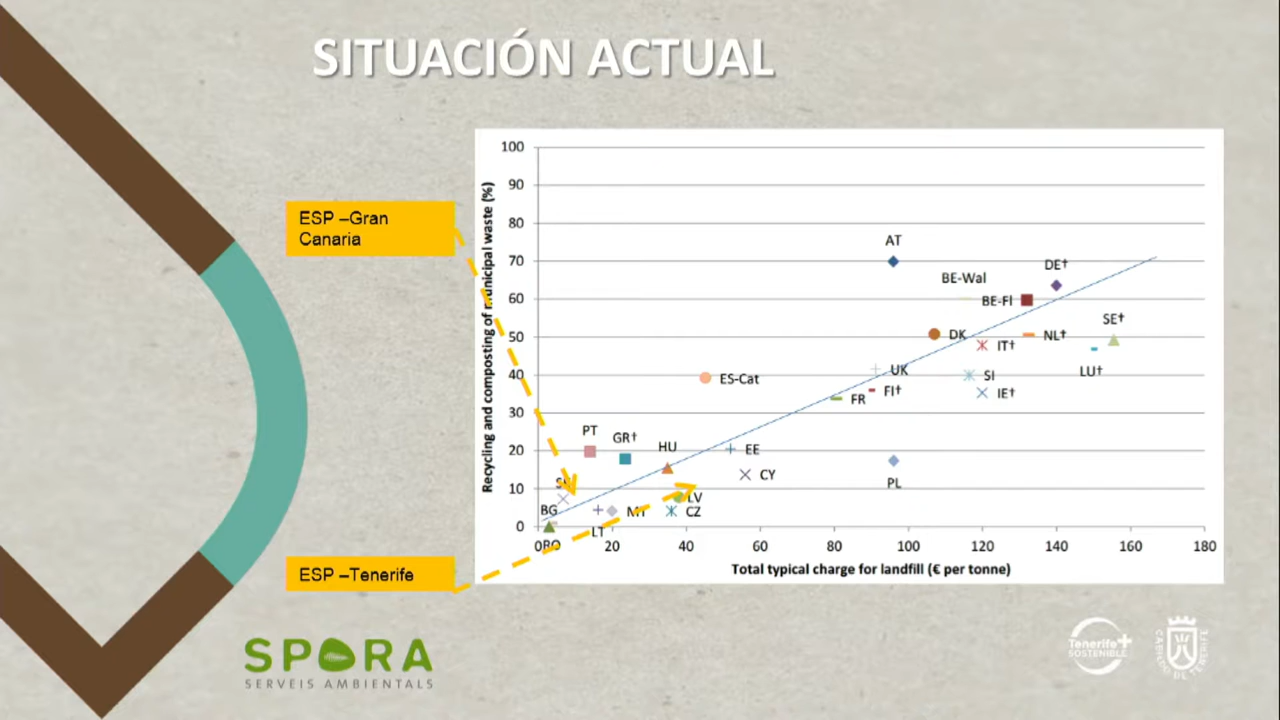 SITUACIÓN ACTUAL
ESP –Gran
Canaria
ESP –Tenerife
Recycling and composting of municipal waste (%)
100
90
80
70
60
50
40
30
20
10
0
AT
DE†
BE-Wal
BE-Fl
SE†
DK
NL†
IT†
LU†
UK
SI
ES-Cat
FI†
IE†
FR
PT
GR†
HU
EE
CY
PL
LV
BG
MT
CZ
LT
0RO 20 40 60 80 100 120 140 160 180
Total typical charge for landfill (€ per tonne)
SPORA
SERVEIS AMBIENTALS
Tenerife+
SOSTENIBLE
CABILDO DE TENERIFE